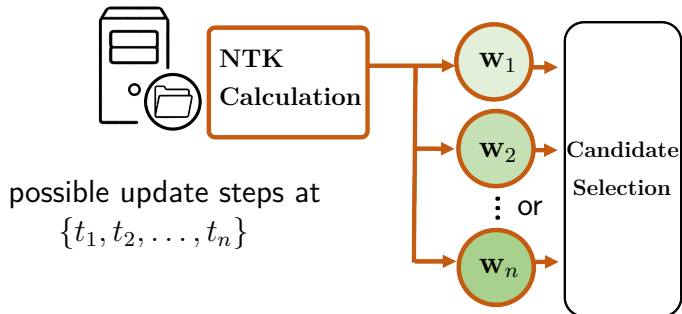 NTK
Calculation
w₁
w₂
⋮ or
wₙ
Candidate
Selection
possible update steps at
{t₁, t₂, . . . , tₙ}